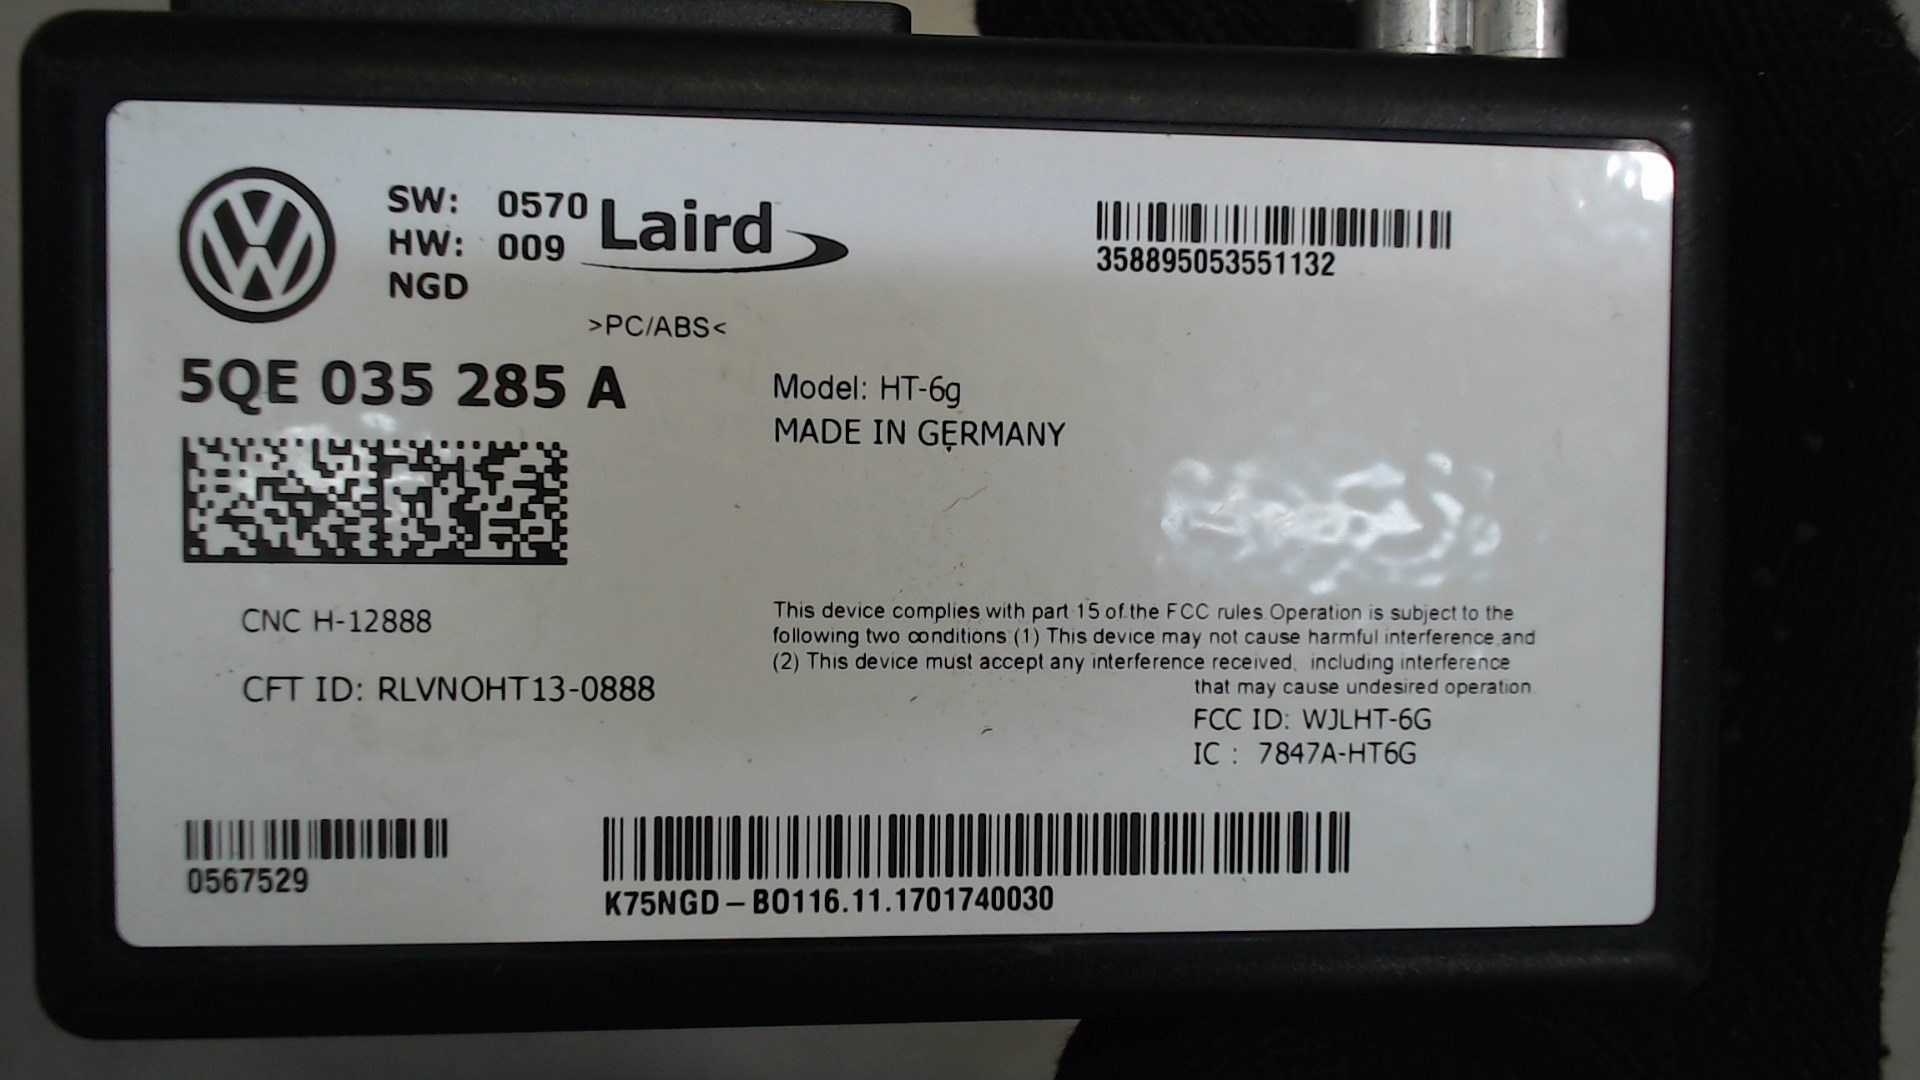 SW: 0570
HW: 009
NGD
Laird
358895053551132
>PC/ABS<
5QE 035 285 A
Model: HT-6g
MADE IN GERMANY
CNC H-12888
CFT ID: RLVNOHT13-0888
This device complies with part 15 of the FCC rules Operation is subject to the
following two conditions (1) This device may not cause harmful interference,and
(2) This device must accept any interference received, including interference
that may cause undesired operation
FCC ID: WJLHT-6G
IC : 7847A-HT6G
0567529
K75NGD-BO116.11.1701740030